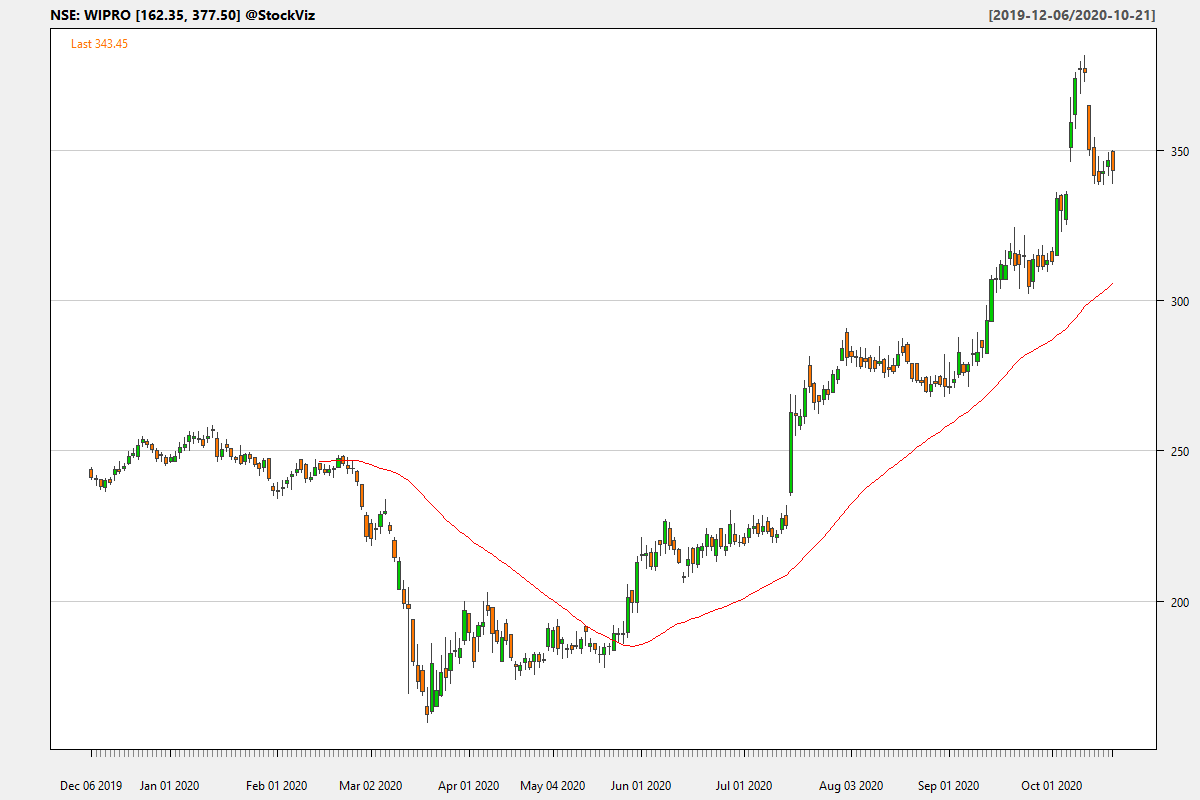 NSE: WIPRO [162.35, 377.50] @StockViz
[2019-12-06/2020-10-21]
Last 343.45
350
300
250
200
Dec 06 2019
Jan 01 2020
Feb 01 2020
Mar 02 2020
Apr 01 2020
May 04 2020
Jun 01 2020
Jul 01 2020
Aug 03 2020
Sep 01 2020
Oct 01 2020